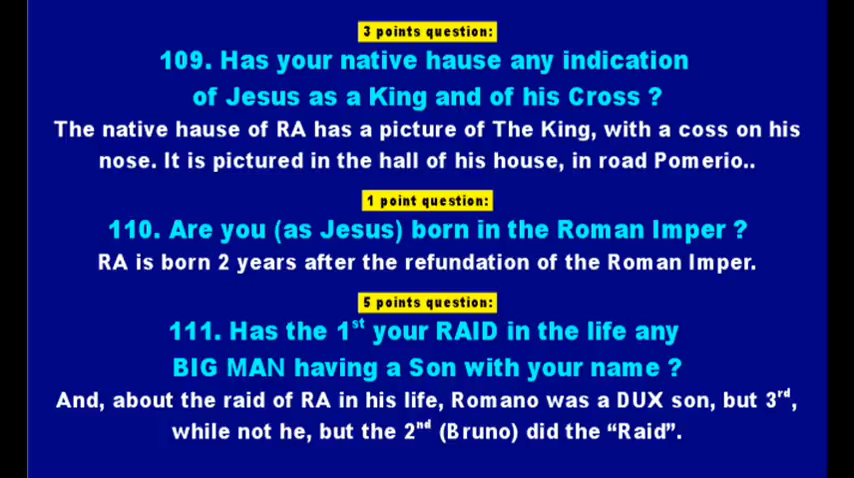 3 points question:
109. Has your native hause any indication
of Jesus as a King and of his Cross ?
The native hause of RA has a picture of The King, with a coss on his
nose. It is pictured in the hall of his house, in road Pomerio..
1 point question:
110. Are you (as Jesus) born in the Roman Imper ?
RA is born 2 years after the refundation of the Roman Imper.
5 points question:
111. Has the 1st your RAID in the life any
BIG MAN having a Son with your name ?
And, about the raid of RA in his life, Romano was a DUX son, but 3rd,
while not he, but the 2nd (Bruno) did the “Raid”.